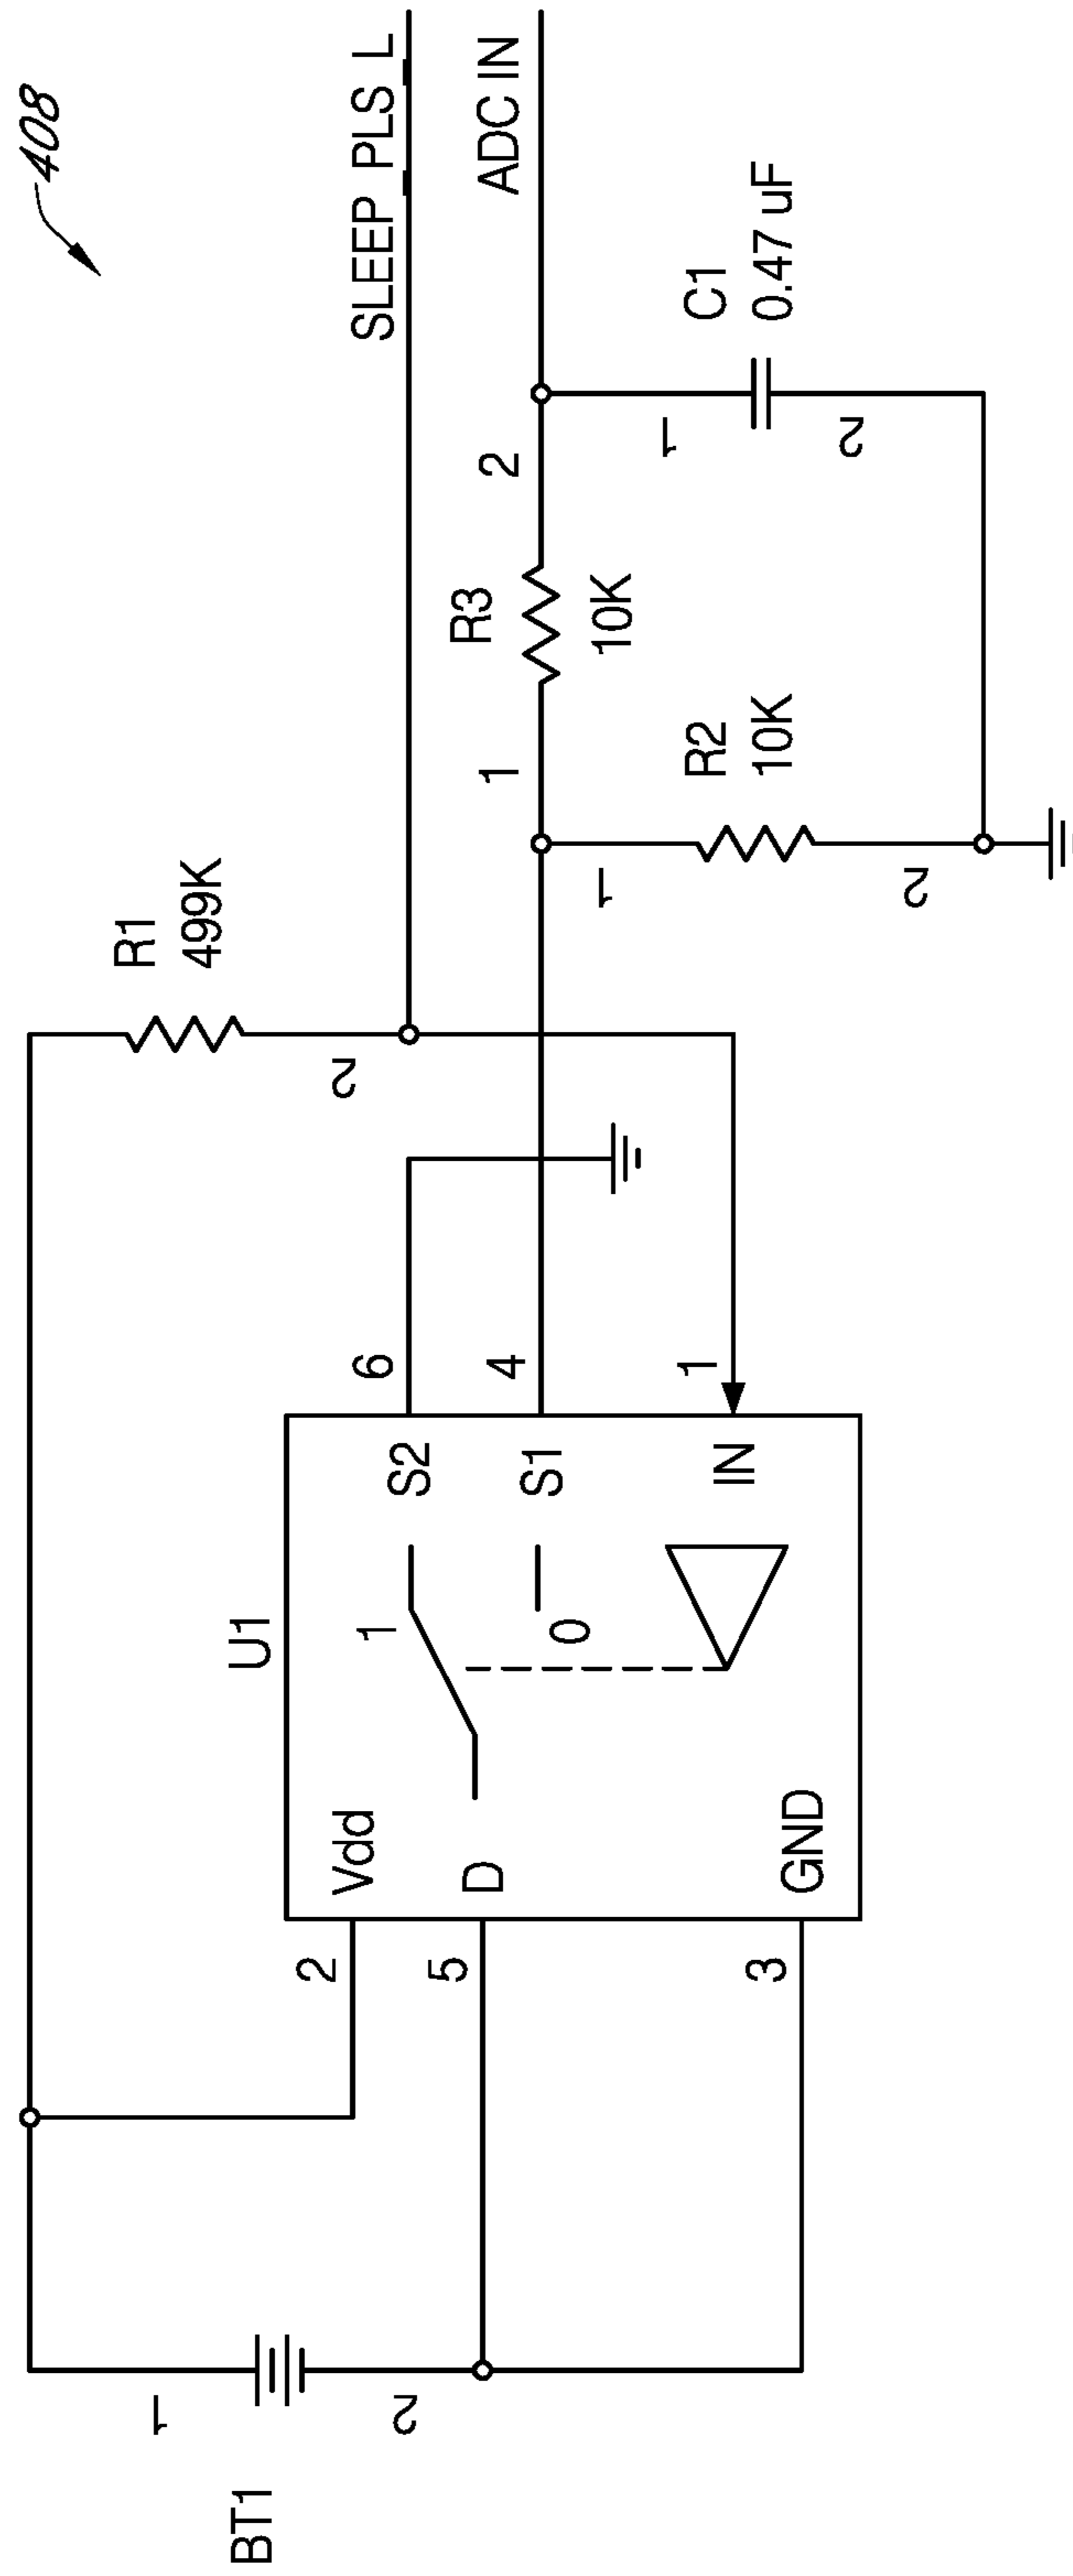 408
R1
499K
1
BT1
2
U1
2
Vdd
5
D
3
GND
1
0
S2
S1
IN
6
4
1
2
SLEEP_PLS_L
ADC IN
1
R3
2
10K
1
R2
10K
2
1
C1
0.47 uF
2